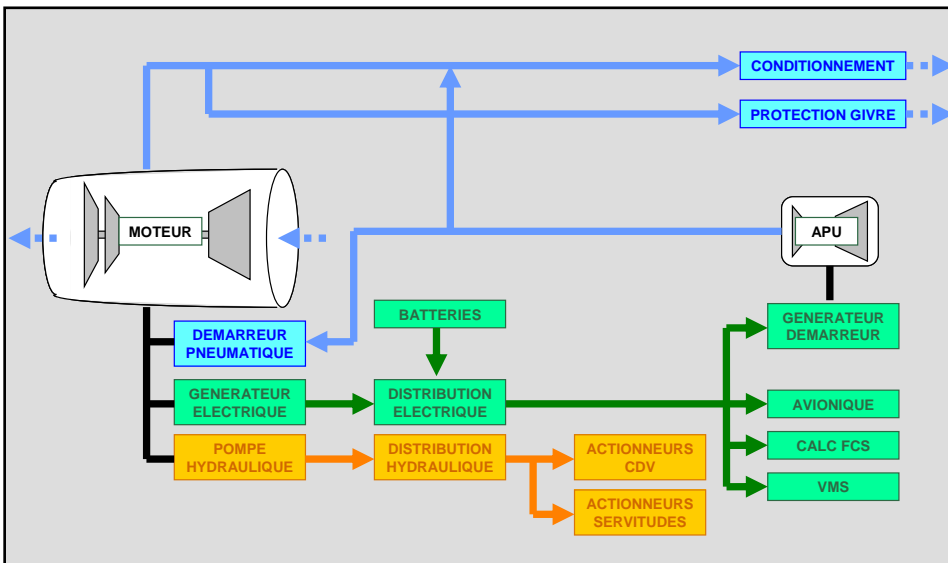 CONDITIONNEMENT
PROTECTION GIVRE
MOTEUR
APU
BATTERIES
GENERATEUR
DEMARREUR
DEMARREUR
PNEUMATIQUE
GENERATEUR
ELECTRIQUE
DISTRIBUTION
ELECTRIQUE
AVIONIQUE
POMPE
HYDRAULIQUE
DISTRIBUTION
HYDRAULIQUE
ACTIONNEURS
CDV
CALC FCS
VMS
ACTIONNEURS
SERVITUDES